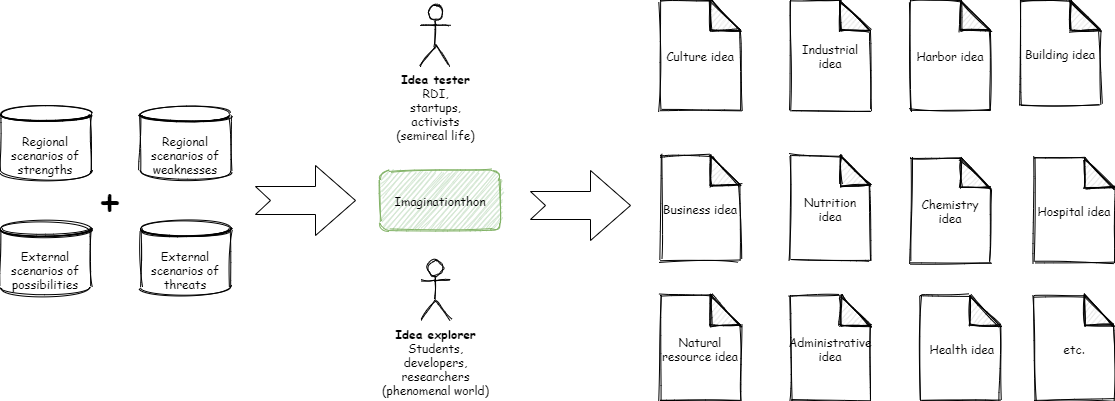 Regional
scenarios of
strengths
Regional
scenarios of
weaknesses
+
External
scenarios of
possibilities
External
scenarios of
threats
Idea tester
RDI,
startups,
activists
(semireal life)
Imaginationthon
Idea explorer
Students,
developers,
researchers
(phenomenal world)
Culture idea
Industrial
idea
Harbor idea
Building idea
Business idea
Nutrition
idea
Chemistry
idea
Hospital idea
Natural
resource idea
Administrative
idea
Health idea
etc.